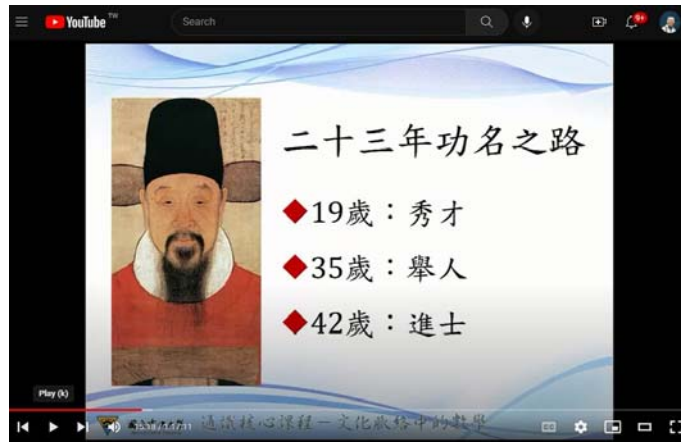 YouTube TW
Search
9+
二十三年功名之路
◆19歲：秀才
◆35歲：舉人
◆42歲：進士
Play (k)
通識核心課程－文化脈絡中的數學